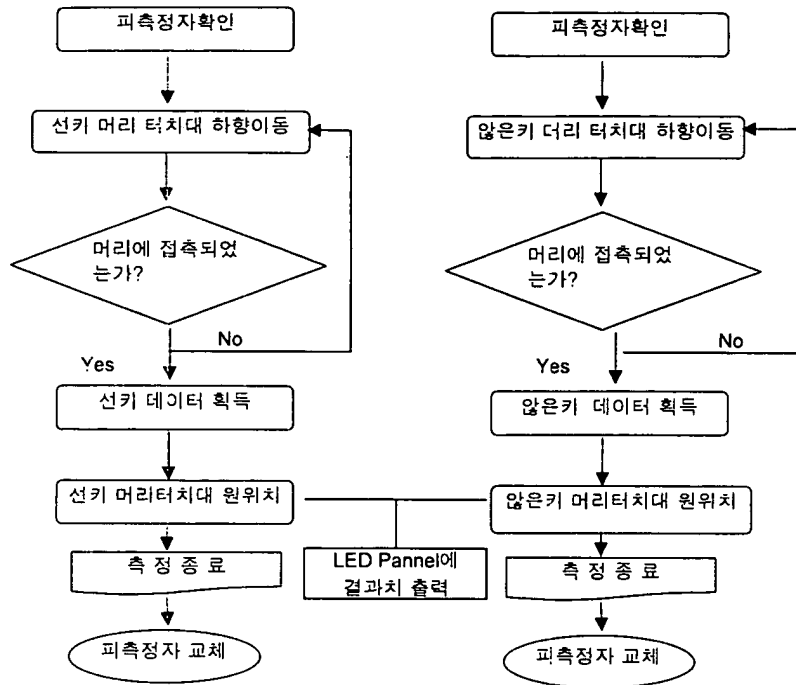 피측정자확인
선키 머리 터치대 하향이동
머리에 접측되었
는가?
No
Yes
선키 데이터 획득
선키 머리터치대 원위치
측 정 종 료
피측정자 교체
LED Pannel에
결과치 출력
피측정자확인
않은키 더리 터치대 하향이동
머리에 접측되었
는가?
No
Yes
않은키 데이터 획득
않은키 머리터치대 원위치
측 정 종 료
피측정자 교체